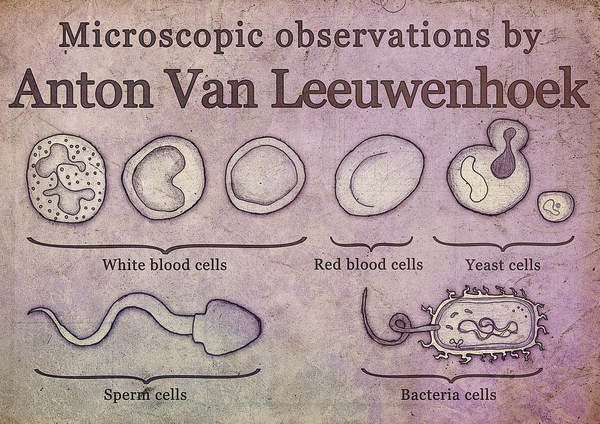 Microscopic observations by
Anton Van Leeuwenhoek
White blood cells
Red blood cells
Yeast cells
Sperm cells
Bacteria cells